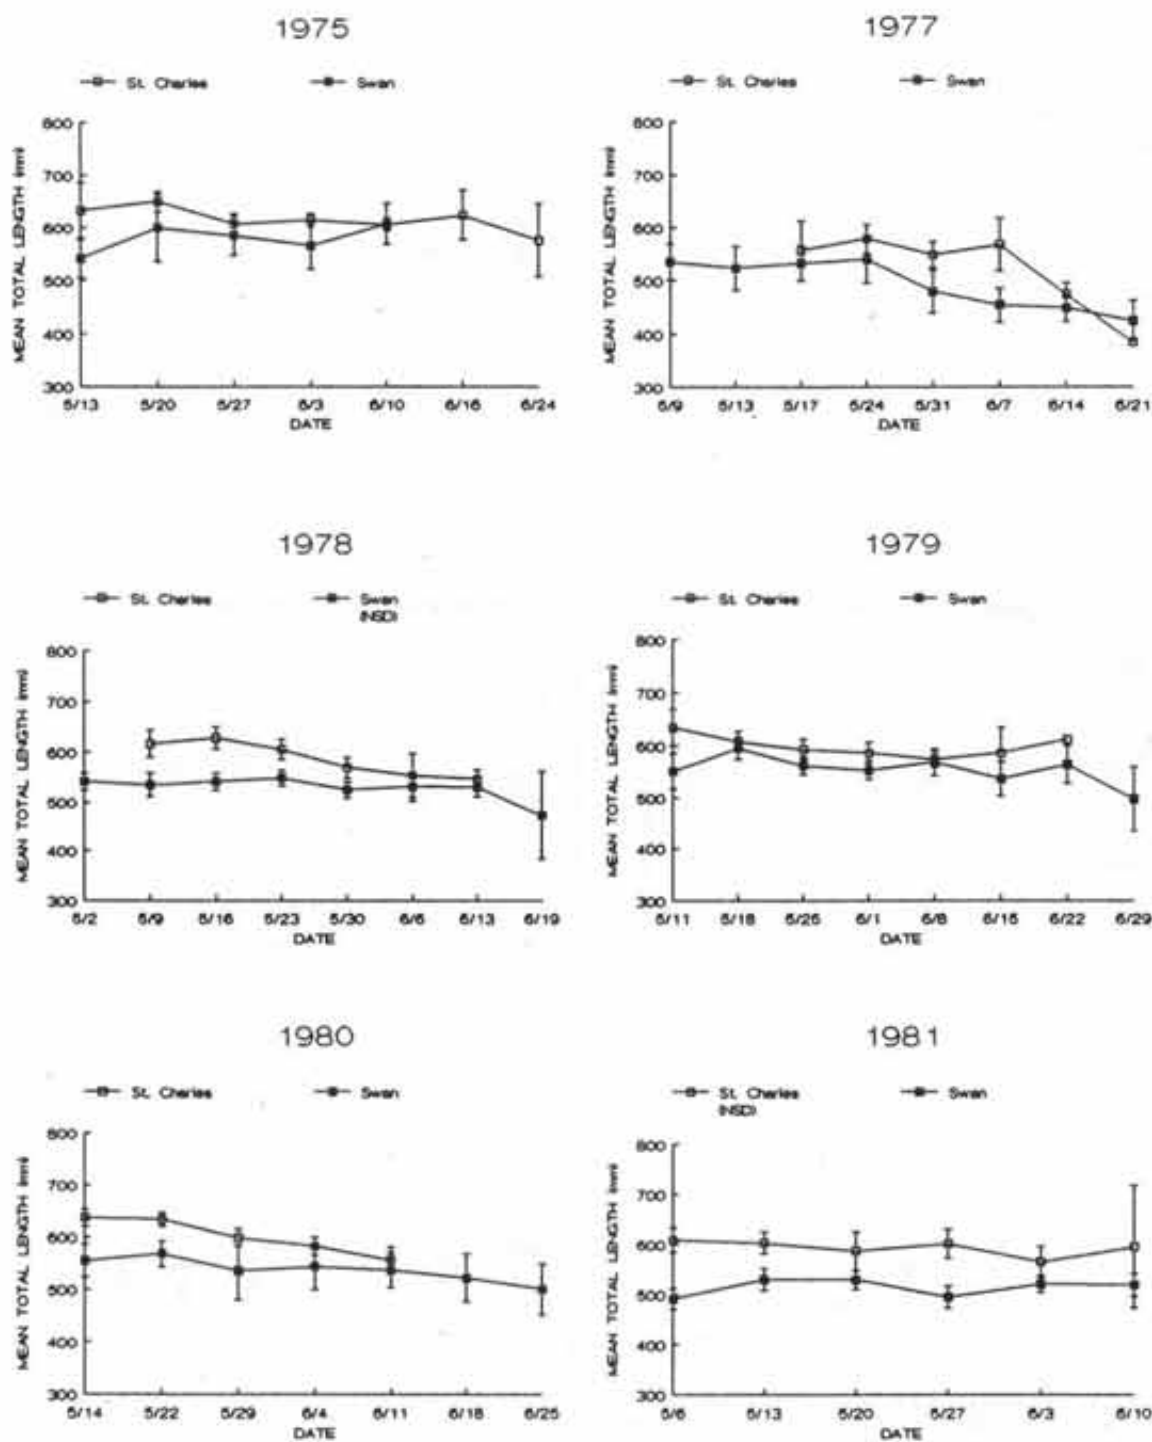 1975
St. Charles Swan
MEAN TOTAL LENGTH (mm)
800
700
600
500
400
300
5/13 5/20 5/27 6/3 6/10 6/16 6/24
DATE
1977
St. Charles Swan
MEAN TOTAL LENGTH (mm)
800
700
600
500
400
300
5/9 5/13 5/17 5/24 5/31 6/7 6/14 6/21
DATE
1978
St. Charles Swan
(NSD)
MEAN TOTAL LENGTH (mm)
800
700
600
500
400
300
5/2 5/9 5/16 5/23 5/30 6/6 6/13 6/19
DATE
1979
St. Charles Swan
MEAN TOTAL LENGTH (mm)
800
700
600
500
400
300
5/11 5/18 5/25 6/1 6/8 6/15 6/22 6/29
DATE
1980
St. Charles Swan
MEAN TOTAL LENGTH (mm)
800
700
600
500
400
300
5/14 5/22 5/29 6/4 6/11 6/18 6/25
DATE
1981
St. Charles Swan
(NSD)
MEAN TOTAL LENGTH (mm)
800
700
600
500
400
300
5/6 5/13 5/20 5/27 6/3 6/10
DATE